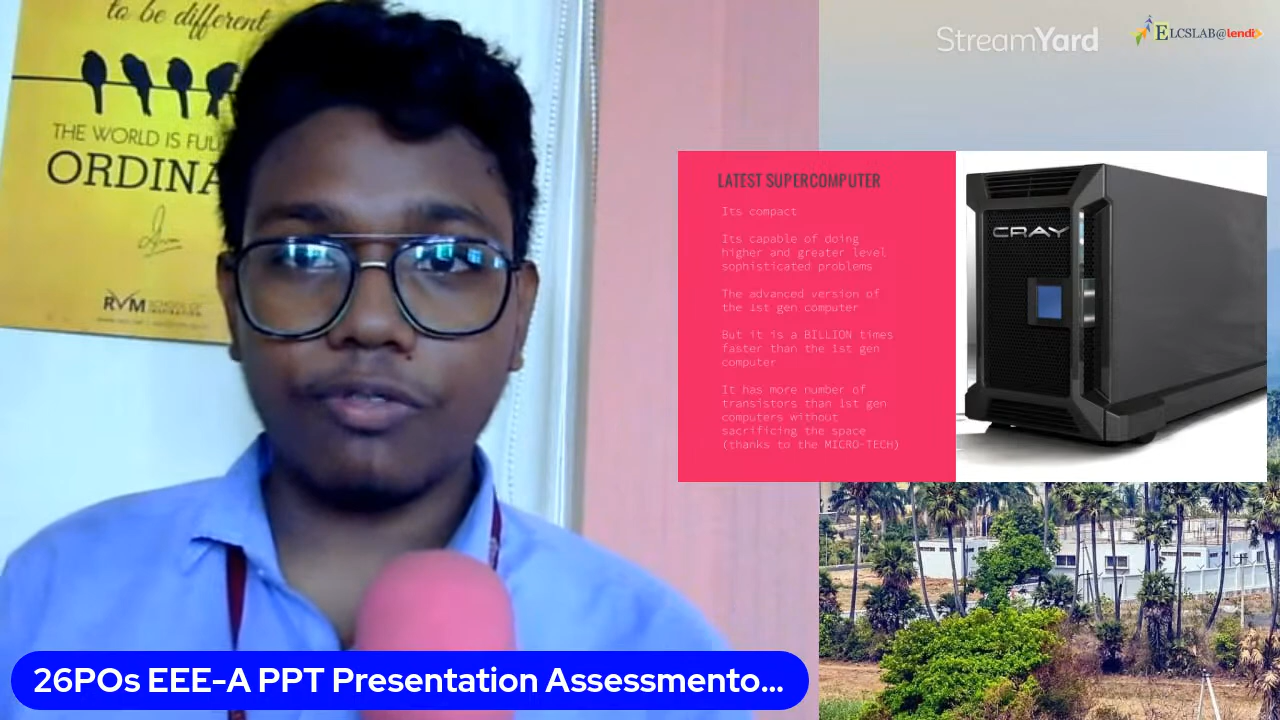 to be different
THE WORLD IS FULL
ORDINA
RVM SCHOOL OF
INSPIRATION
StreamYard
ELCSLAB@lendi
LATEST SUPERCOMPUTER
Its compact
Its capable of doing
higher and greater level
sophisticated problems
The advanced version of
the 1st gen computer
But it is a BILLION times
faster than the 1st gen
computer
It has more number of
transistors than 1st gen
computers without
sacrificing the space
(thanks to the MICRO-TECH)
CRAY
26POs EEE-A PPT Presentation Assessmento...